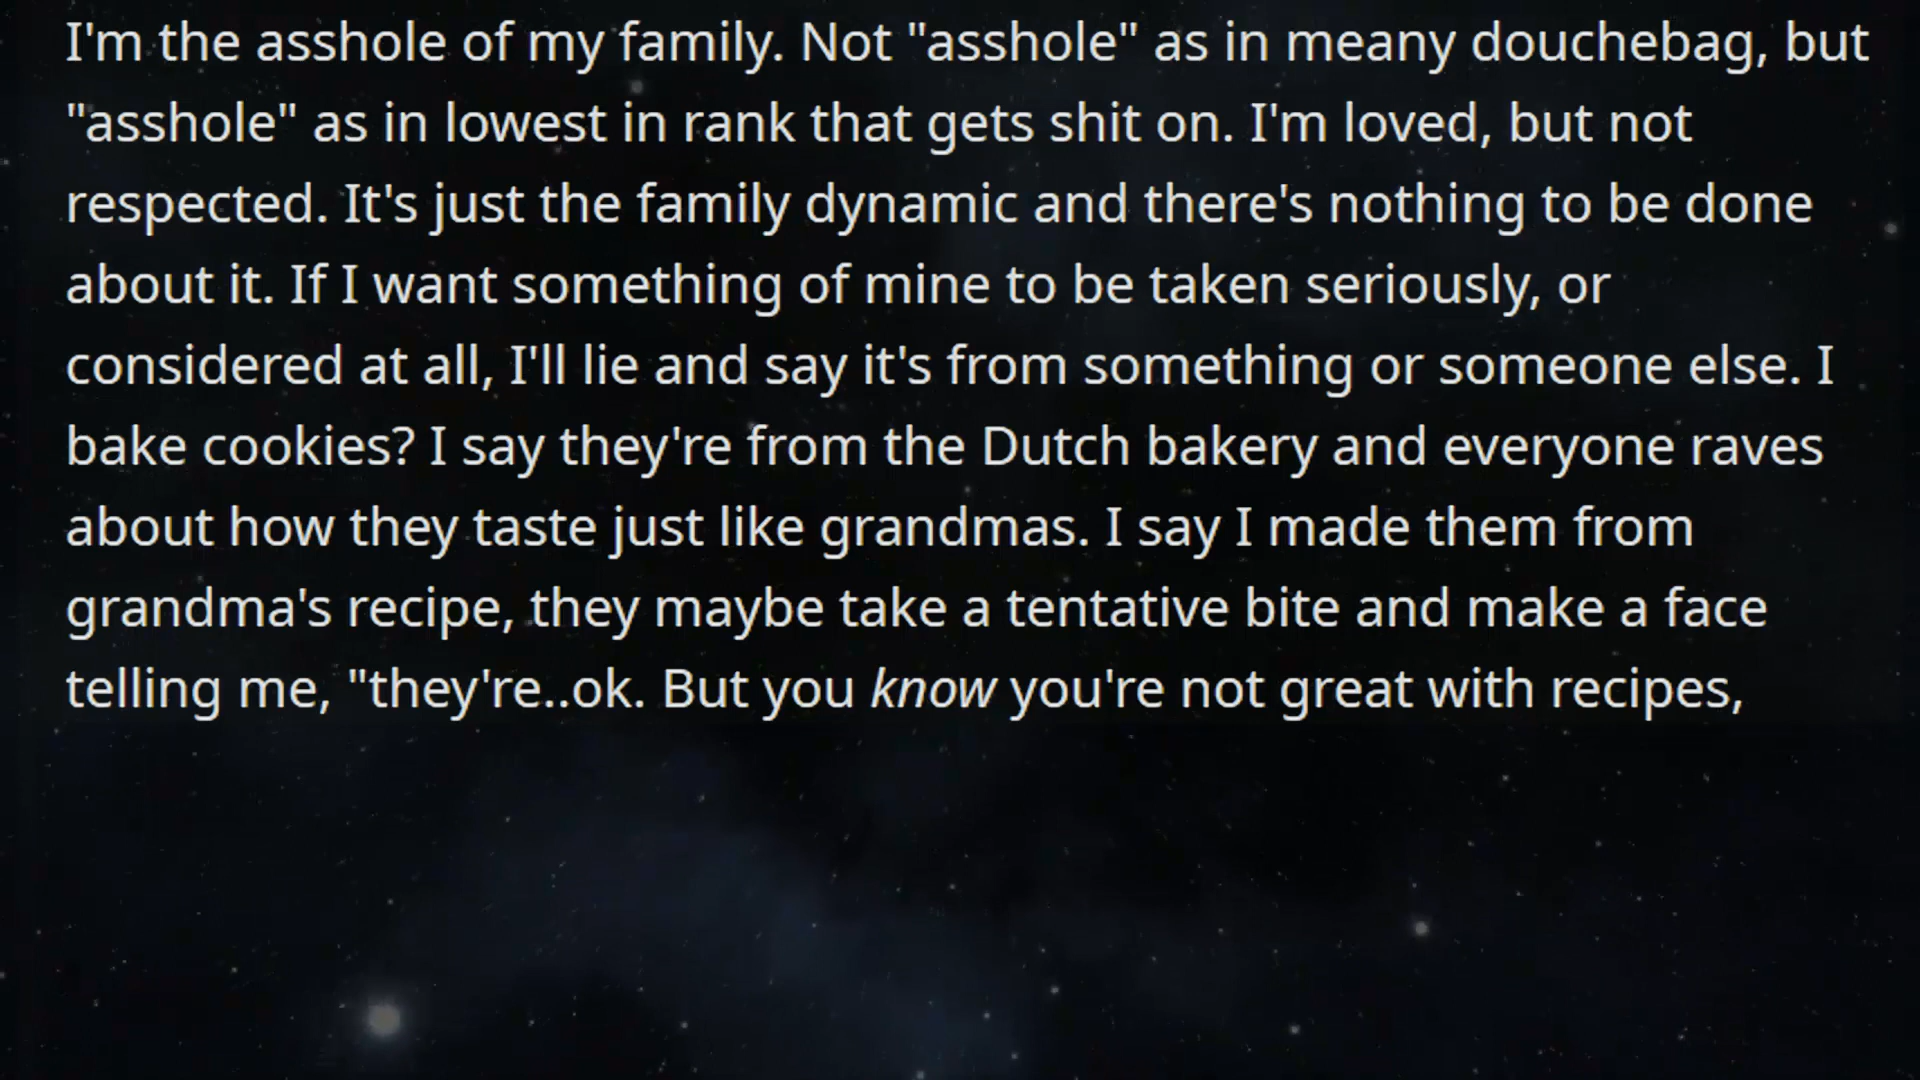 I'm the asshole of my family. Not "asshole" as in meany douchebag, but
"asshole" as in lowest in rank that gets shit on. I'm loved, but not
respected. It's just the family dynamic and there's nothing to be done
about it. If I want something of mine to be taken seriously, or
considered at all, I'll lie and say it's from something or someone else. I
bake cookies? I say they're from the Dutch bakery and everyone raves
about how they taste just like grandmas. I say I made them from
grandma's recipe, they maybe take a tentative bite and make a face
telling me, "they're..ok. But you know you're not great with recipes,